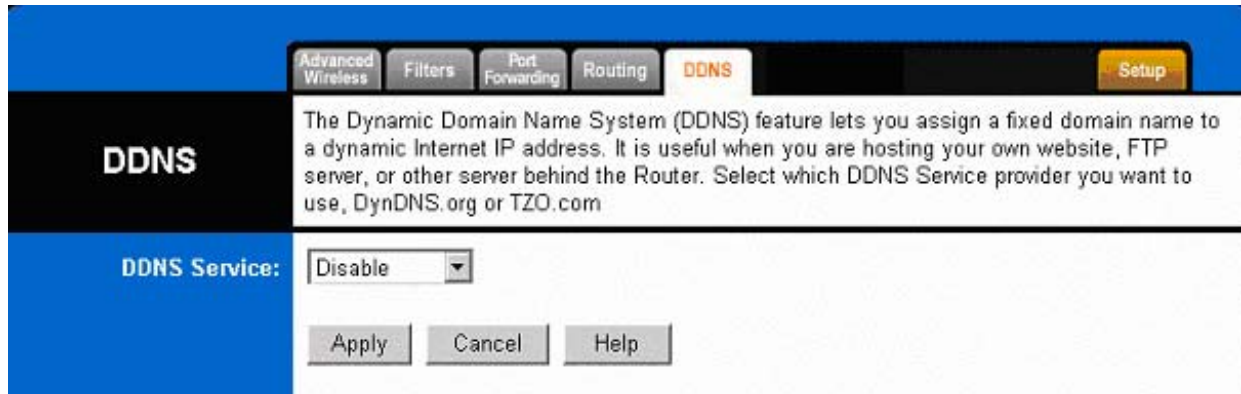 Advanced Wireless
Filters
Port Forwarding
Routing
DDNS
Setup
DDNS
The Dynamic Domain Name System (DDNS) feature lets you assign a fixed domain name to
a dynamic Internet IP address. It is useful when you are hosting your own website, FTP
server, or other server behind the Router. Select which DDNS Service provider you want to
use, DynDNS.org or TZO.com
DDNS Service:
Disable
Apply
Cancel
Help